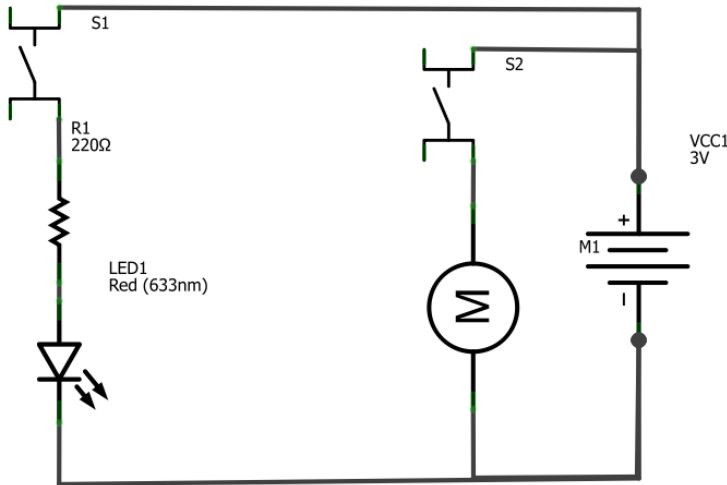 S1
S2
R1
220Ω
VCC1
3V
+
M1
LED1
Red (633nm)
M